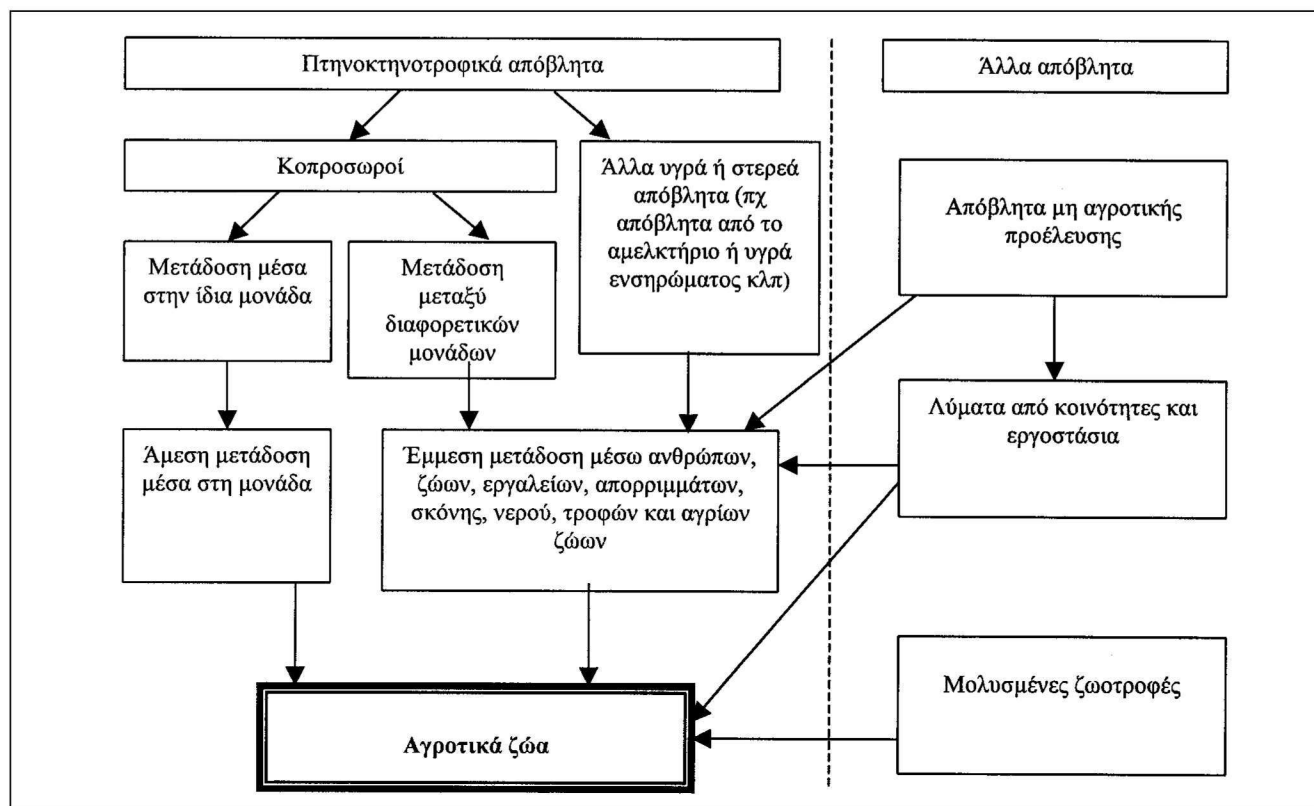 Πτηνοκτηνοτροφικά απόβλητα
Άλλα απόβλητα
Κοπροσωροί
Άλλα υγρά ή στερεά
απόβλητα (πχ
απόβλητα από το
αμελκτήριο ή υγρά
ενσηρώματος κλπ)
Απόβλητα μη αγροτικής
προέλευσης
Μετάδοση μέσα
στην ίδια μονάδα
Μετάδοση
μεταξύ
διαφορετικών
μονάδων
Λύματα από κοινότητες και
εργοστάσια
Άμεση μετάδοση
μέσα στη μονάδα
Έμμεση μετάδοση μέσω ανθρώπων,
ζώων, εργαλείων, απορριμμάτων,
σκόνης, νερού, τροφών και αγρίων
ζώων
Μολυσμένες ζωοτροφές
Αγροτικά ζώα